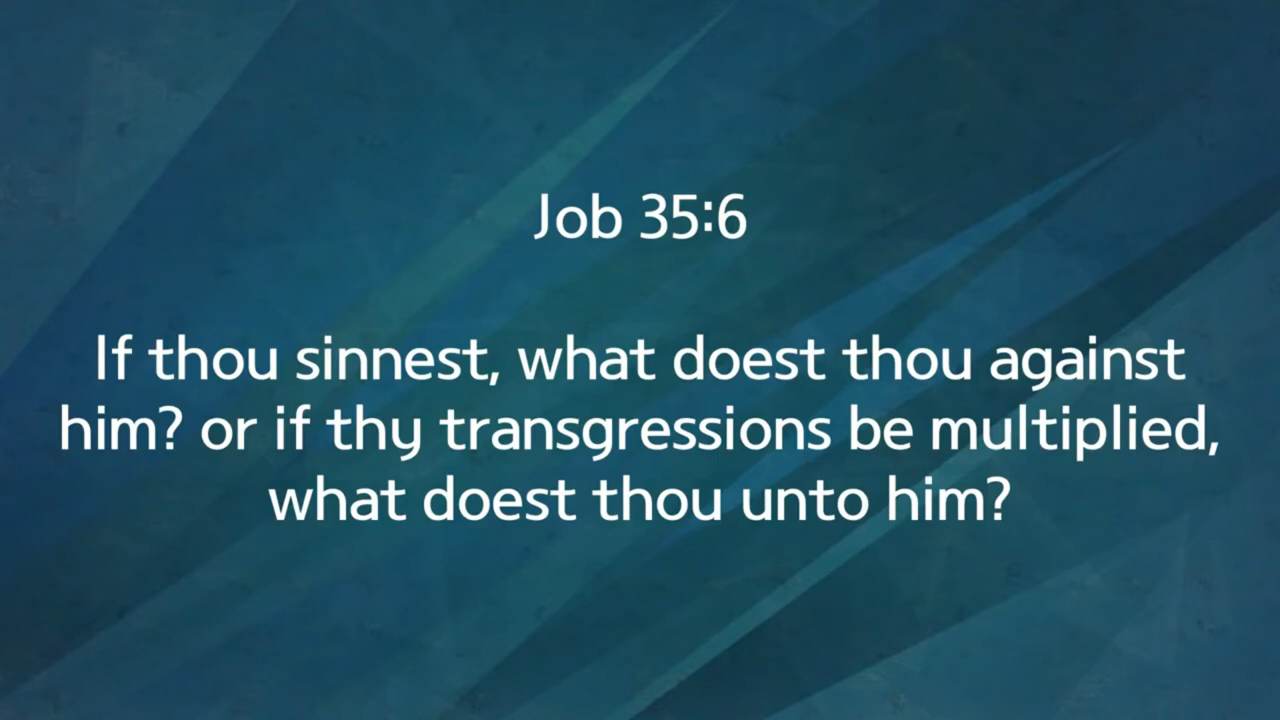 Job 35:6
If thou sinnest, what doest thou against
him? or if thy transgressions be multiplied,
what doest thou unto him?